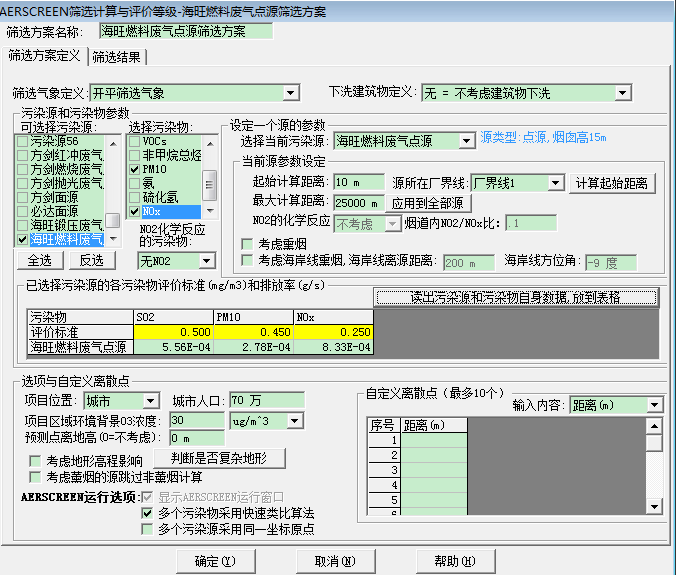 AERSCREEN筛选计算与评价等级-海旺燃料废气点源筛选方案
筛选方案名称: 海旺燃料废气点源筛选方案
筛选方案定义 筛选结果
筛选气象定义: 开平筛选气象 下洗建筑物定义: 无 = 不考虑建筑物下洗
污染源和污染物参数
可选择污染源: 选择污染物:
污染源56
方剑红冲废气
方剑燃烧废气
方剑抛光废气
方剑面源
必达面源
海旺锻压废气
海旺燃料废气
VOCs
非甲烷总烃
PM10
氨
硫化氢
NOx
全选 反选
NO2化学反应的污染物:
无NO2
设定一个源的参数
选择当前污染源: 海旺燃料废气点源 源类型:点源,烟囱高15m
当前源参数设定
起始计算距离: 10 m 源所在厂界线: 厂界线1 计算起始距离
最大计算距离: 25000 m 应用到全部源
NO2的化学反应 不考虑 烟道内NO2/NOx比: .1
考虑重烟
考虑海岸线重烟,海岸线离源距离: 200 m 海岸线方位角: -9 度
已选择污染源的各污染物评价标准(mg/m3)和排放率(g/s)
读出污染源和污染物自身数据,放到表格
污染物 SO2 PM10 NOx
评价标准 0.500 0.450 0.250
海旺燃料废气点源 5.56E-04 2.78E-04 8.33E-04
选项与自定义离散点
项目位置: 城市 城市人口: 70 万
项目区域环境背景O3浓度: 30 ug/m^3
预测点离地高(0=不考虑): 0 m
考虑地形高程影响 判断是否复杂地形
考虑薰烟的源跳过非薰烟计算
AERSCREEN运行选项: 显示AERSCREEN运行窗口
多个污染物采用快速类比算法
多个污染源采用同一坐标原点
自定义离散点(最多10个)
输入内容: 距离(m)
序号 距离(m)
1
2
3
4
5
6
确定(Y) 取消(N) 帮助(H)